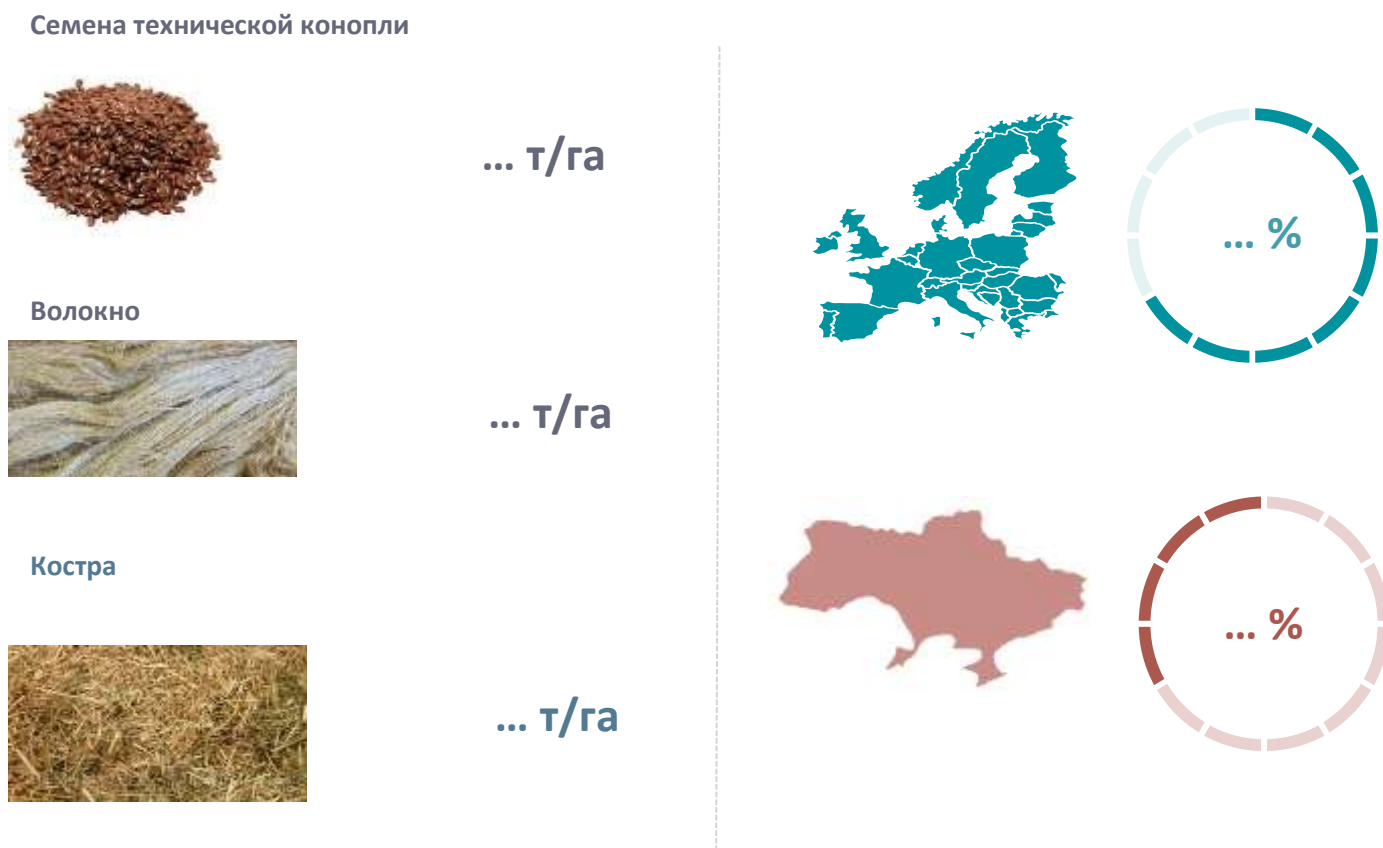 Семена технической конопли
... т/га
Волокно
... т/га
Костра
... т/га
... %
... %